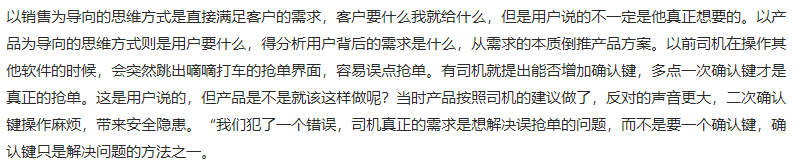 以销售为导向的思维方式是直接满足客户的需求，客户要什么我就给什么，但是用户说的不一定是他真正想要的。以产
品为导向的思维方式则是用户要什么，得分析用户背后的需求是什么，从需求的本质倒推产品方案。以前司机在操作其
他软件的时候，会突然跳出嘀嘀打车的抢单界面，容易误点抢单。有司机就提出能否增加确认键，多点一次确认键才是
真正的抢单。这是用户说的，但产品是不是就该这样做呢？当时产品按照司机的建议做了，反对的声音更大，二次确认
键操作麻烦，带来安全隐患。“我们犯了一个错误，司机真正的需求是想解决误抢单的问题，而不是要一个确认键，确
认键只是解决问题的方法之一。